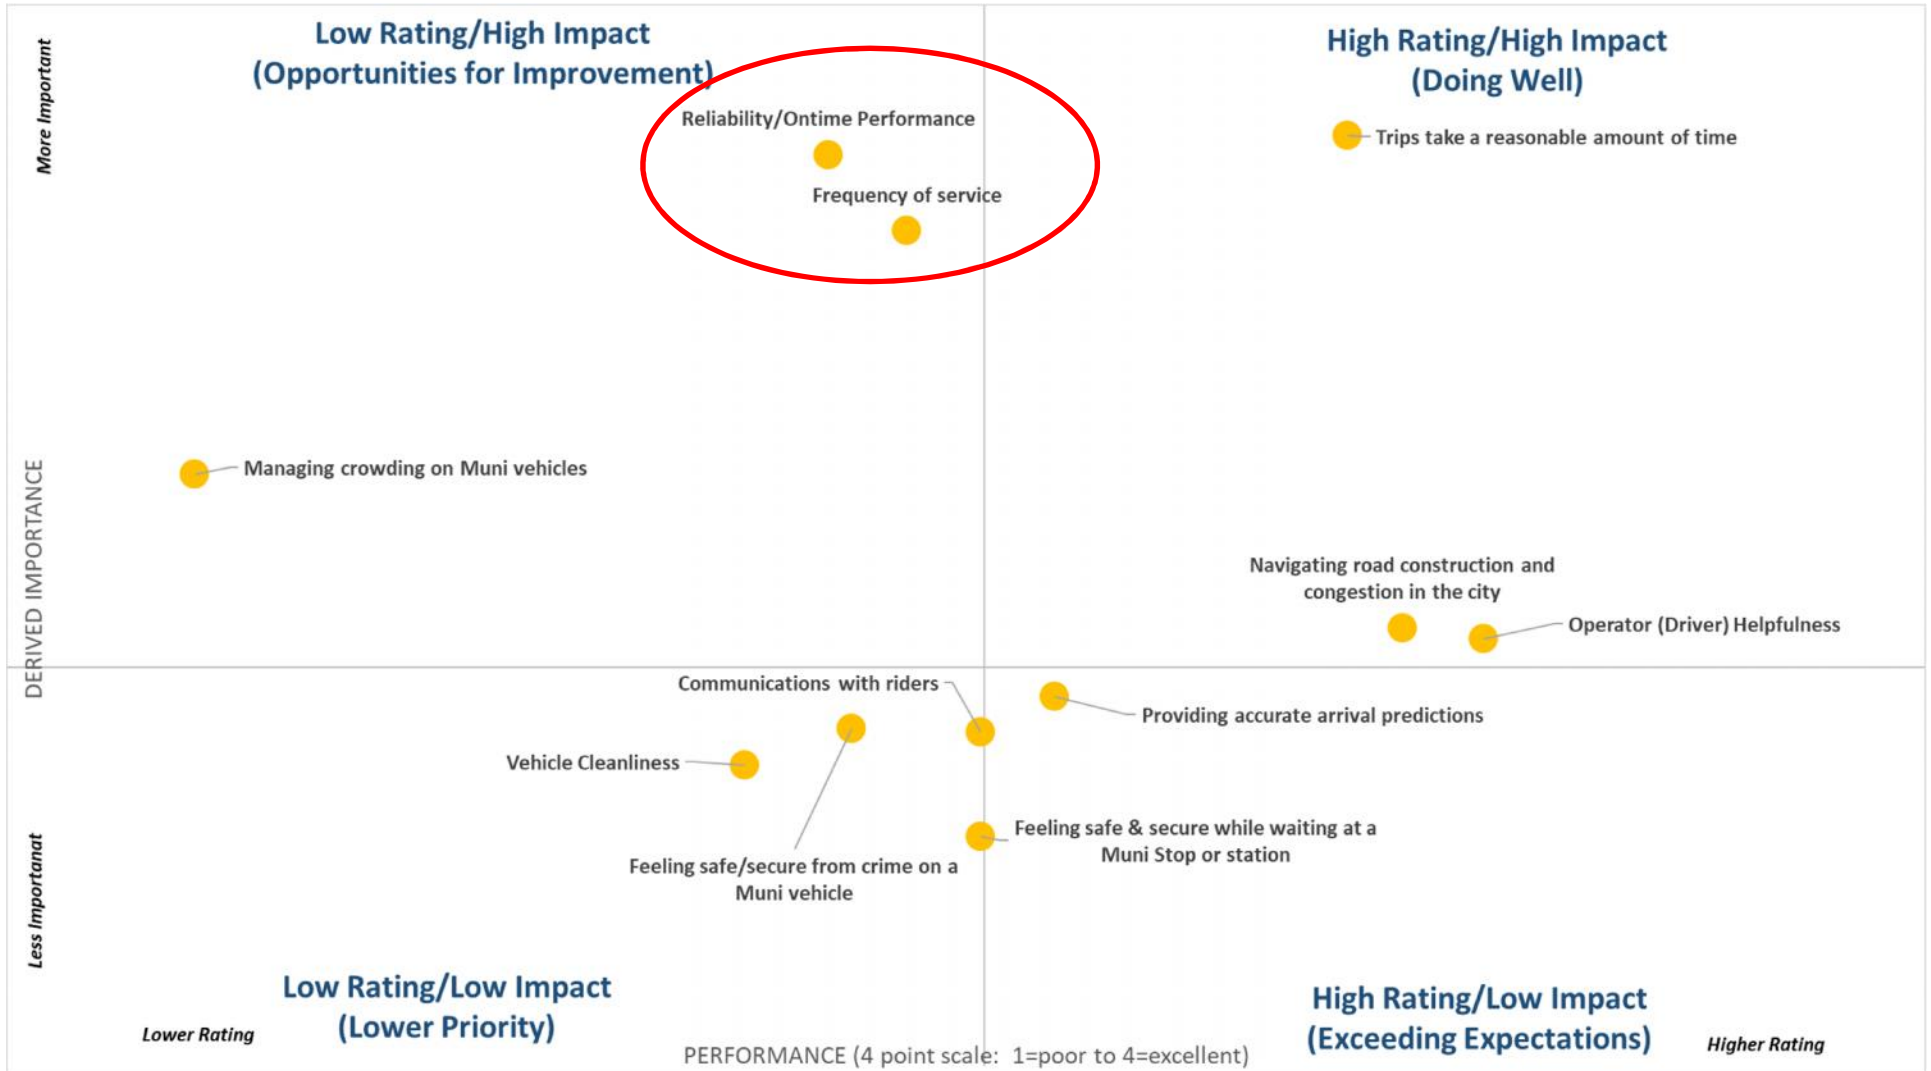 Low Rating/High Impact
(Opportunities for Improvement)
High Rating/High Impact
(Doing Well)
More Important
Reliability/Ontime Performance
Trips take a reasonable amount of time
Frequency of service
Managing crowding on Muni vehicles
DERIVED IMPORTANCE
Navigating road construction and
congestion in the city
Operator (Driver) Helpfulness
Communications with riders
Providing accurate arrival predictions
Vehicle Cleanliness
Feeling safe & secure while waiting at a
Muni Stop or station
Feeling safe/secure from crime on a
Muni vehicle
Less Importanat
Low Rating/Low Impact
(Lower Priority)
High Rating/Low Impact
(Exceeding Expectations)
Lower Rating
PERFORMANCE (4 point scale: 1=poor to 4=excellent)
Higher Rating